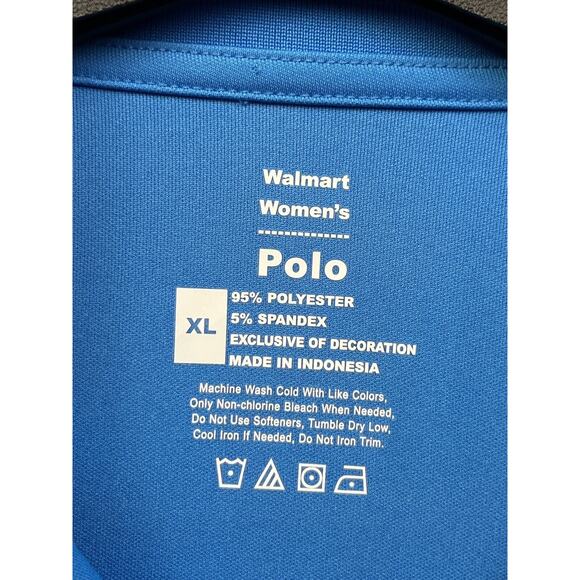 Walmart
Women's
Polo
XL
95% POLYESTER
5% SPANDEX
EXCLUSIVE OF DECORATION
MADE IN INDONESIA
Machine Wash Cold With Like Colors,
Only Non-chlorine Bleach When Needed,
Do Not Use Softeners, Tumble Dry Low,
Cool Iron If Needed, Do Not Iron Trim.